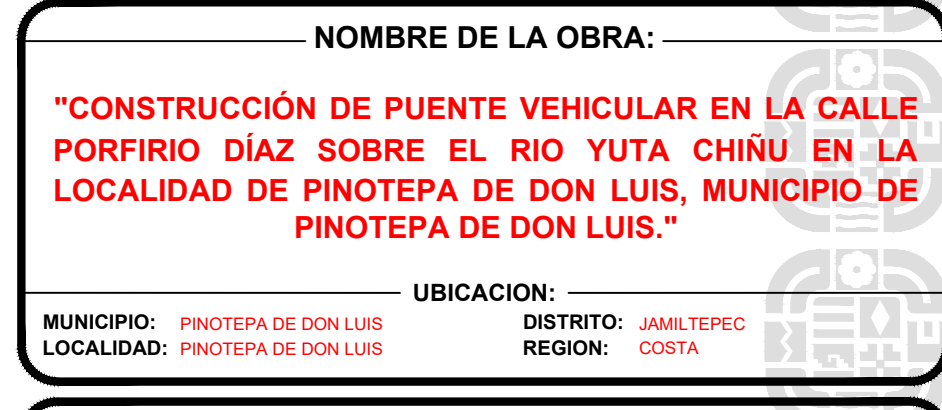 NOMBRE DE LA OBRA:
"CONSTRUCCIÓN DE PUENTE VEHICULAR EN LA CALLE
PORFIRIO DÍAZ SOBRE EL RIO YUTA CHIÑU EN LA
LOCALIDAD DE PINOTEPA DE DON LUIS, MUNICIPIO DE
PINOTEPA DE DON LUIS."
UBICACION:
MUNICIPIO: PINOTEPA DE DON LUIS DISTRITO: JAMILTEPEC
LOCALIDAD: PINOTEPA DE DON LUIS REGION: COSTA